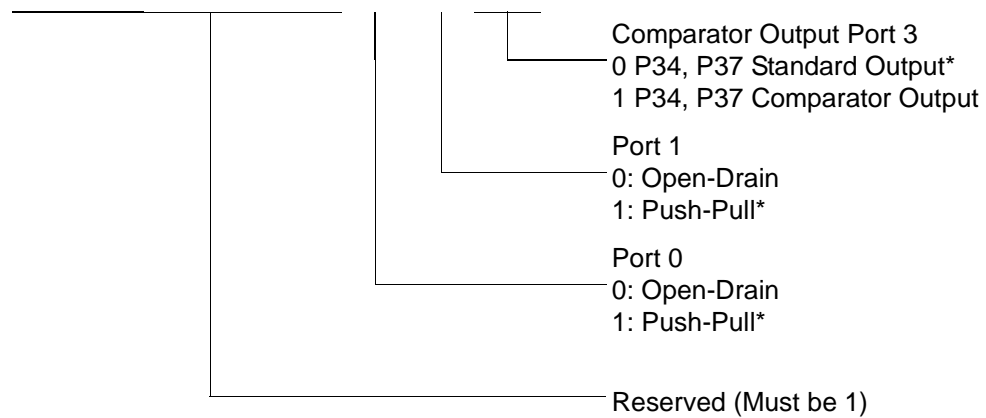 Comparator Output Port 3
0 P34, P37 Standard Output*
1 P34, P37 Comparator Output
Port 1
0: Open-Drain
1: Push-Pull*
Port 0
0: Open-Drain
1: Push-Pull*
Reserved (Must be 1)